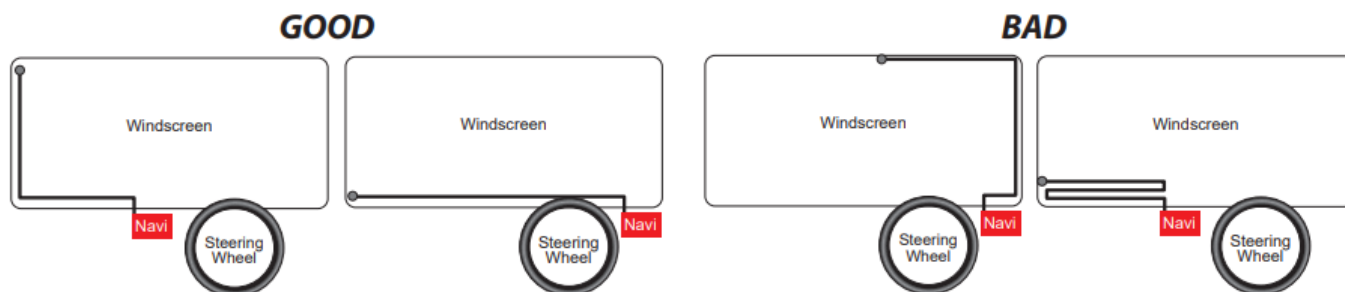 GOOD
BAD
Windscreen
Windscreen
Windscreen
Windscreen
Navi
Navi
Navi
Navi
Steering
Wheel
Steering
Wheel
Steering
Wheel
Steering
Wheel